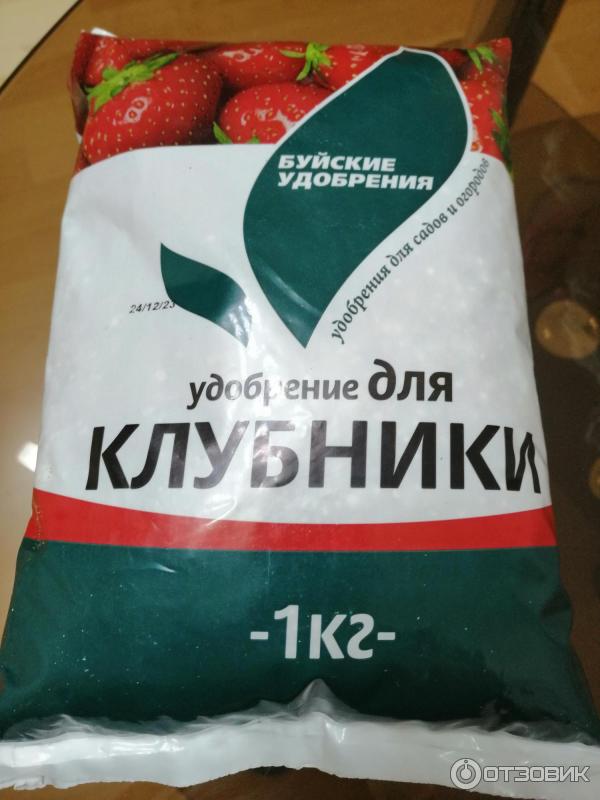 БУЙСКИЕ
УДОБРЕНИЯ
удобрения для садов и огородов
24/12/23
удобрение для
КЛУБНИКИ
-1кг-
ОТЗОВИК